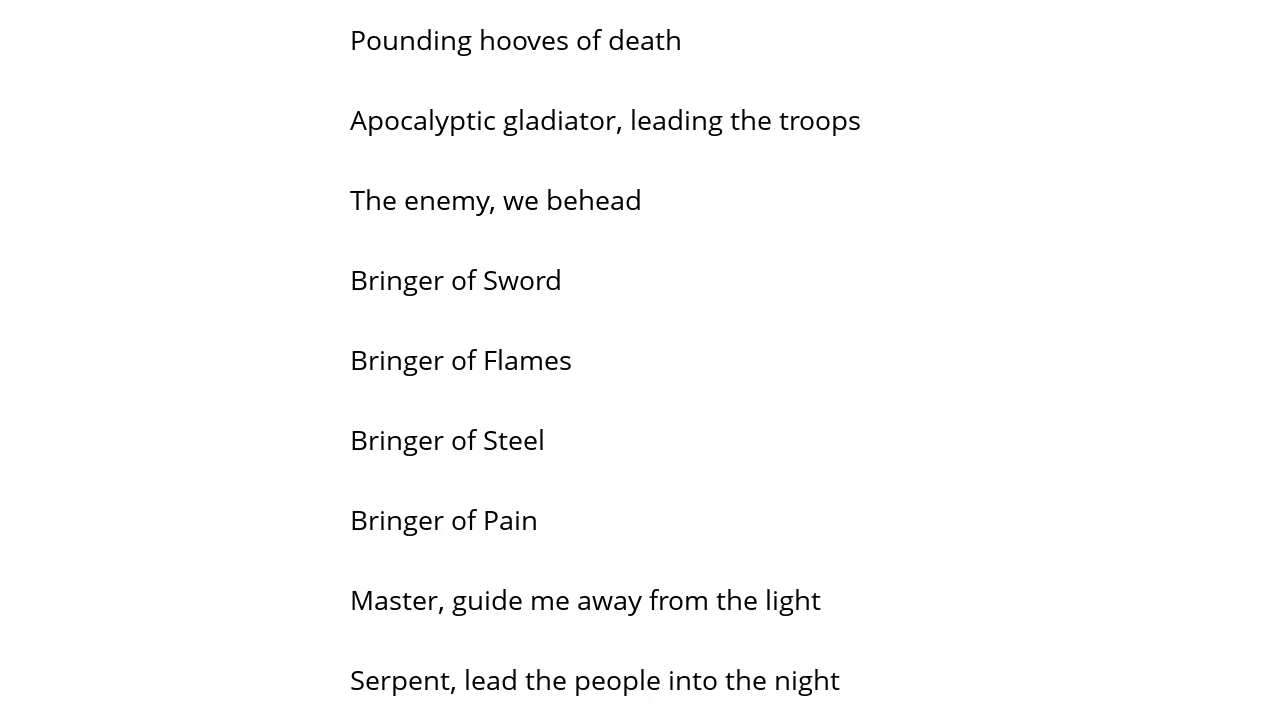 Pounding hooves of death
Apocalyptic gladiator, leading the troops
The enemy, we behead
Bringer of Sword
Bringer of Flames
Bringer of Steel
Bringer of Pain
Master, guide me away from the light
Serpent, lead the people into the night